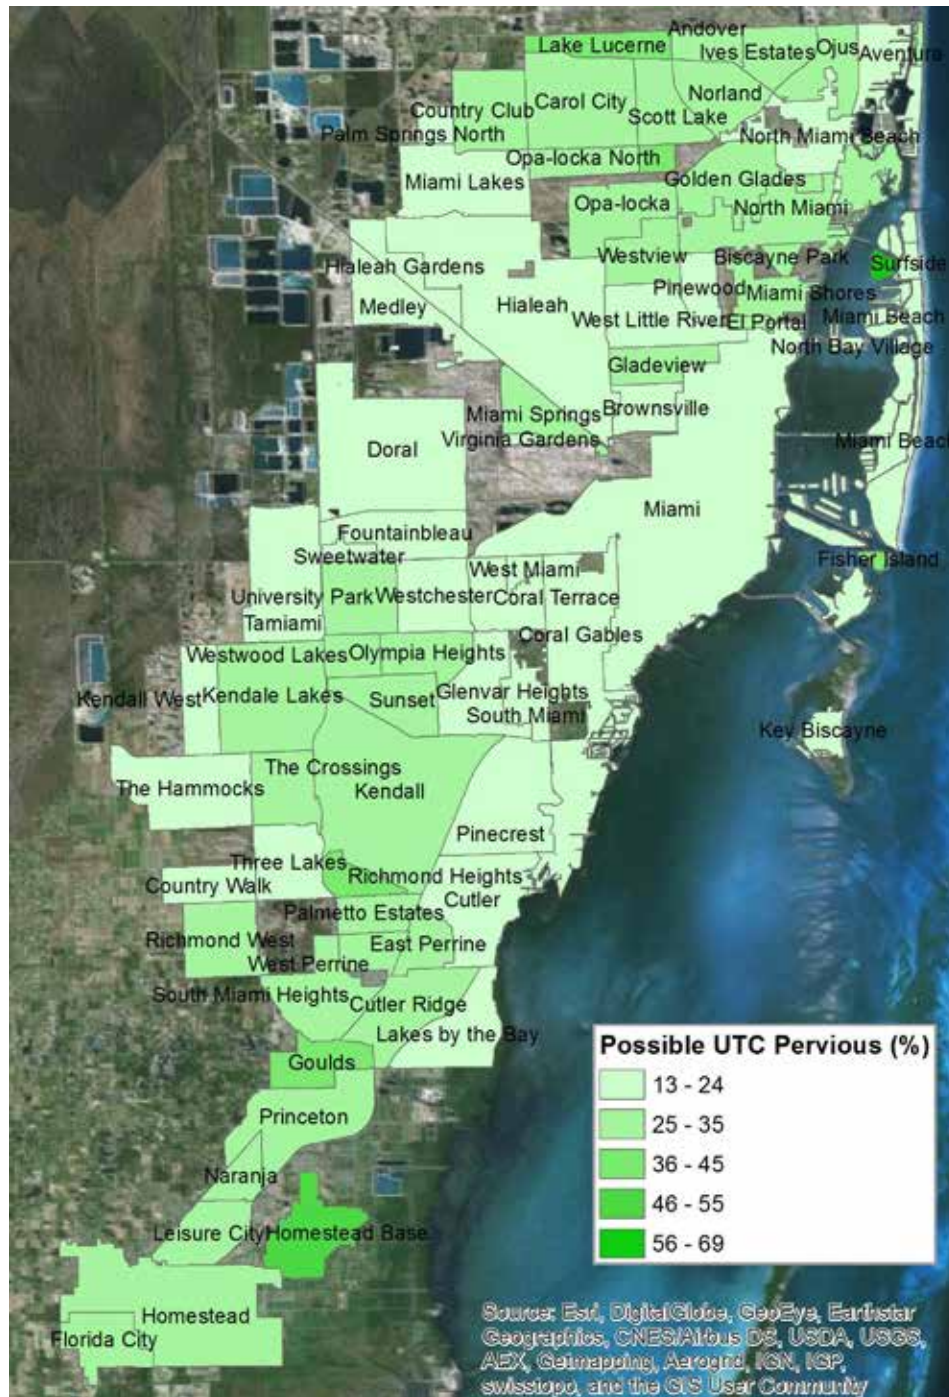 Andover
Lake Lucerne
Ives Estates
Ojus
Aventura
Carol City
Norland
Country Club
Scott Lake
Palm Springs North
North Miami Beach
Opa-locka North
Miami Lakes
Golden Glades
Opa-locka
North Miami
Westview
Biscayne Park
Surfside
Hialeah Gardens
Pinewood
Miami Shores
Medley
Hialeah
West Little River
El Portal
Miami Beach
North Bay Village
Gladeview
Miami Springs
Brownsville
Virginia Gardens
Miami Beach
Doral
Miami
Fountainbleau
Sweetwater
Fisher Island
West Miami
University Park
Westchester
Coral Terrace
Tamiami
Coral Gables
Westwood Lakes
Olympia Heights
Kendall West
Kendale Lakes
Sunset
Glenvar Heights
South Miami
Key Biscayne
The Crossings
The Hammocks
Kendall
Pinecrest
Three Lakes
Richmond Heights
Country Walk
Cutler
Palmetto Estates
Richmond West
East Perrine
West Perrine
South Miami Heights
Cutler Ridge
Lakes by the Bay
Goulds
Princeton
Naranja
Leisure City
Homestead Base
Homestead
Florida City
Possible UTC Pervious (%)
13 - 24
25 - 35
36 - 45
46 - 55
56 - 69
Source: Esri, DigitalGlobe, GeoEye, Earthstar
Geographics, CNES/Airbus DS, USDA, USGS,
AEX, Getmapping, Aerogrid, IGN, IGP,
swisstopo, and the GIS User Community